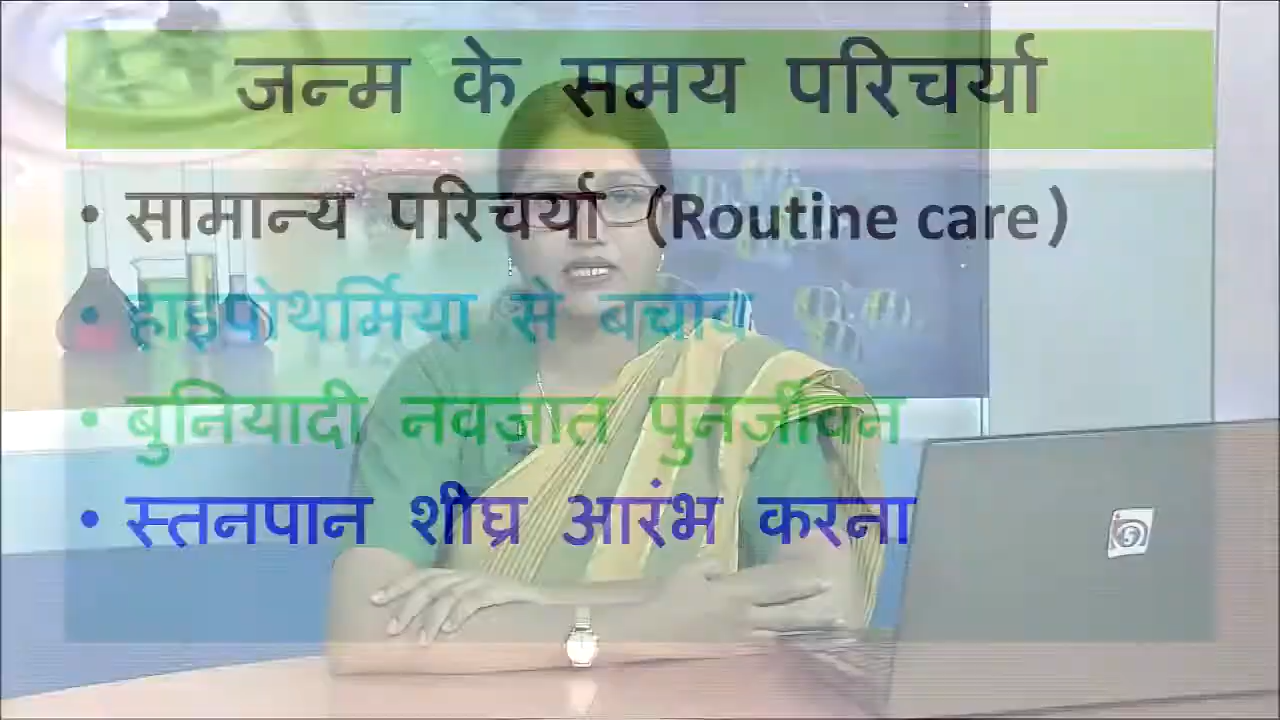 जन्म के समय परिचर्या
• सामान्य परिचर्या (Routine care)
• हाइपोथर्मिया से बचाव
• बुनियादी नवजात पुनर्जीवन
• स्तनपान शीघ्र आरंभ करना